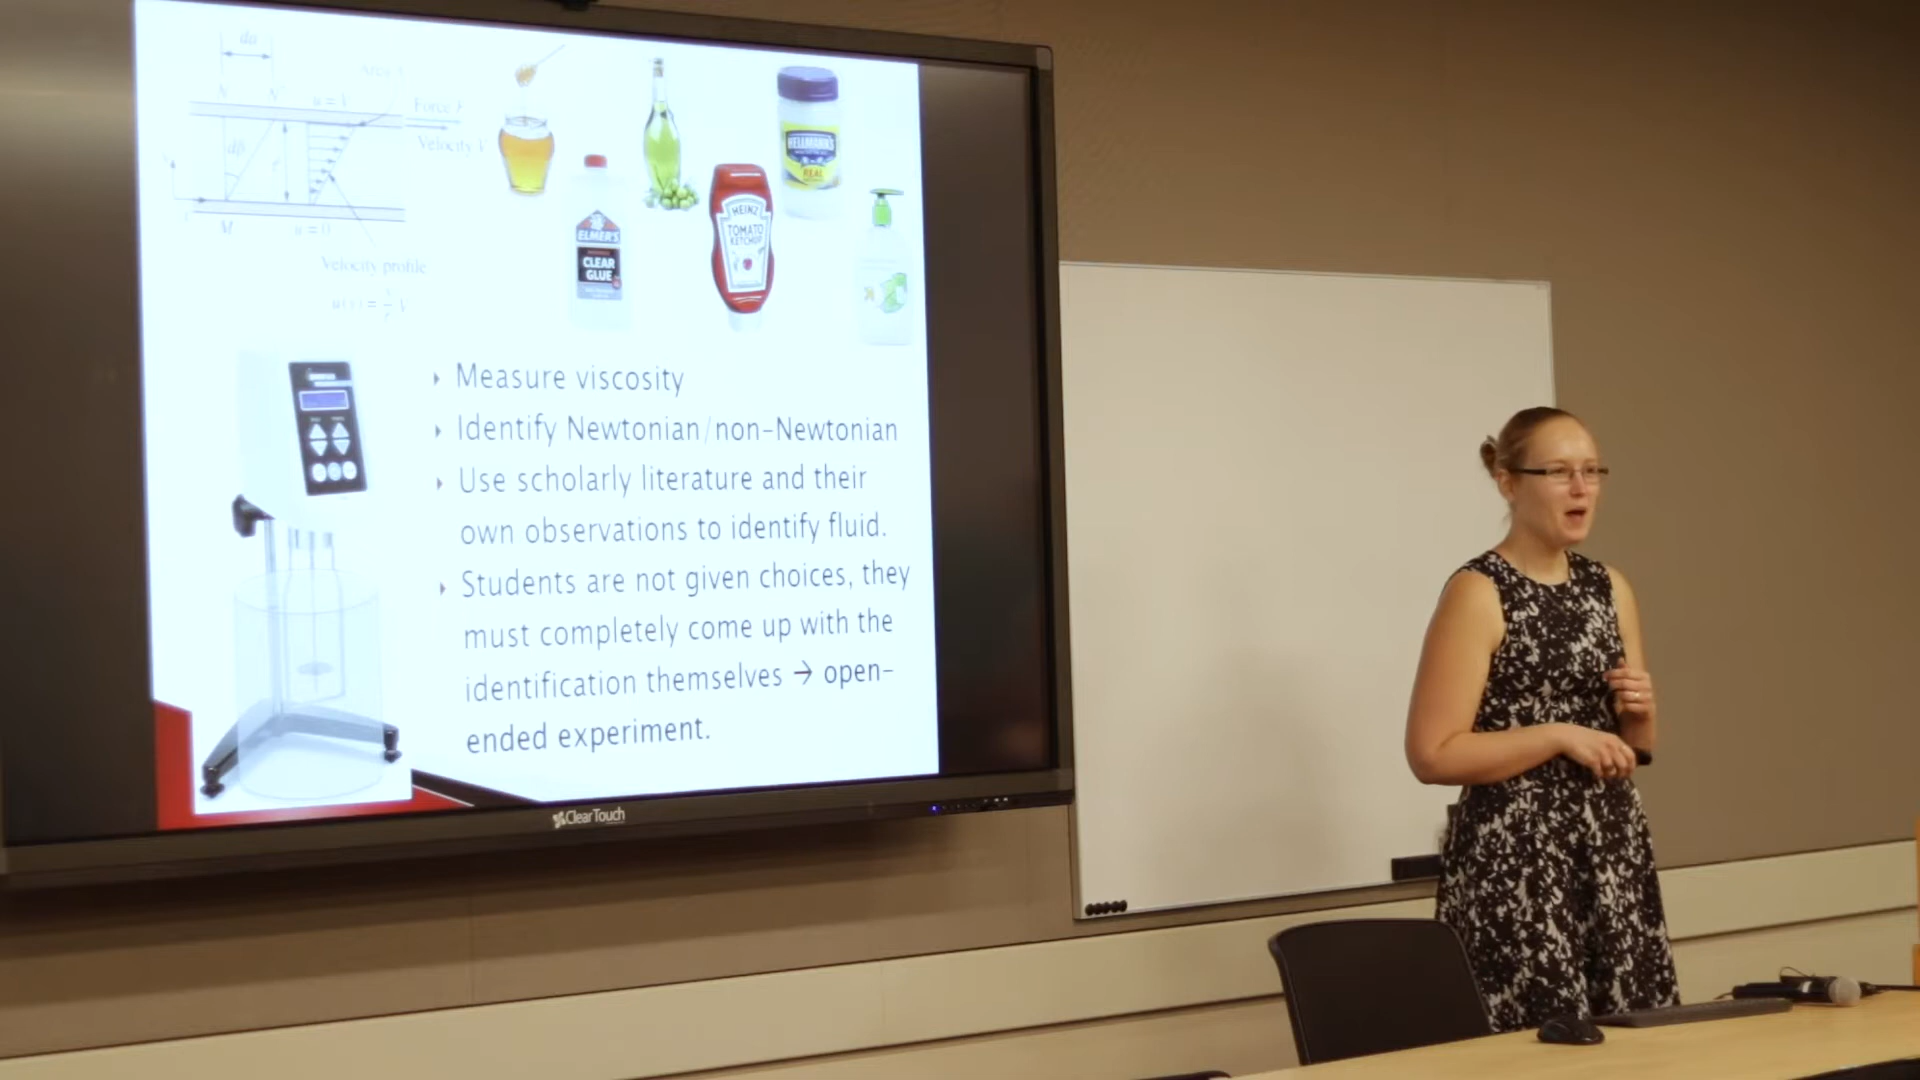 da
Force F
Velocity V
dβ
M
Velocity profile
HELLMANN'S
REAL
ELMER'S
CLEAR
GLUE
HEINZ
TOMATO
KETCHUP
Measure viscosity
Identify Newtonian/non-Newtonian
Use scholarly literature and their
own observations to identify fluid.
Students are not given choices, they
must completely come up with the
identification themselves → open-
ended experiment.
ClearTouch